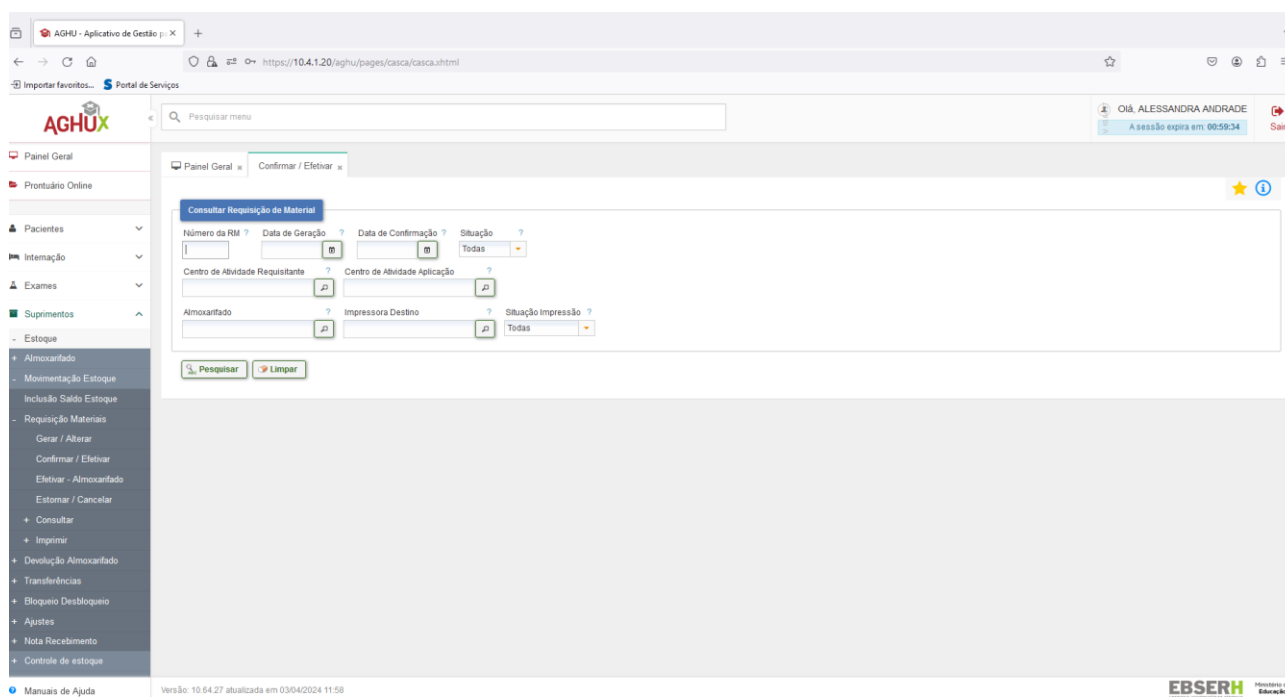 AGHU - Aplicativo de Gestão pa
https://10.4.1.20/aghu/pages/casca/casca.xhtml
Importar favoritos... Portal de Serviços
AGHUX
Pesquisar menu
Olá, ALESSANDRA ANDRADE
A sessão expira em: 00:59:34
Sair
Painel Geral
Prontuário Online
Pacientes
Internação
Exames
Suprimentos
- Estoque
+ Almoxarifado
- Movimentação Estoque
Inclusão Saldo Estoque
- Requisição Materiais
Gerar / Alterar
Confirmar / Efetivar
Efetivar - Almoxarifado
Estornar / Cancelar
+ Consultar
+ Imprimir
+ Devolução Almoxarifado
+ Transferências
+ Bloqueio Desbloqueio
+ Ajustes
+ Nota Recebimento
+ Controle de estoque
Manuais de Ajuda
Painel Geral Confirmar / Efetivar
Consultar Requisição de Material
Número da RM ? Data de Geração ? Data de Confirmação ? Situação ?
Todas
Centro de Atividade Requisitante ? Centro de Atividade Aplicação ?
Almoxarifado ? Impressora Destino ? Situação Impressão ?
Todas
Pesquisar Limpar
Versão: 10.64.27 atualizada em 03/04/2024 11:58
EBSERH
Ministério
Educação